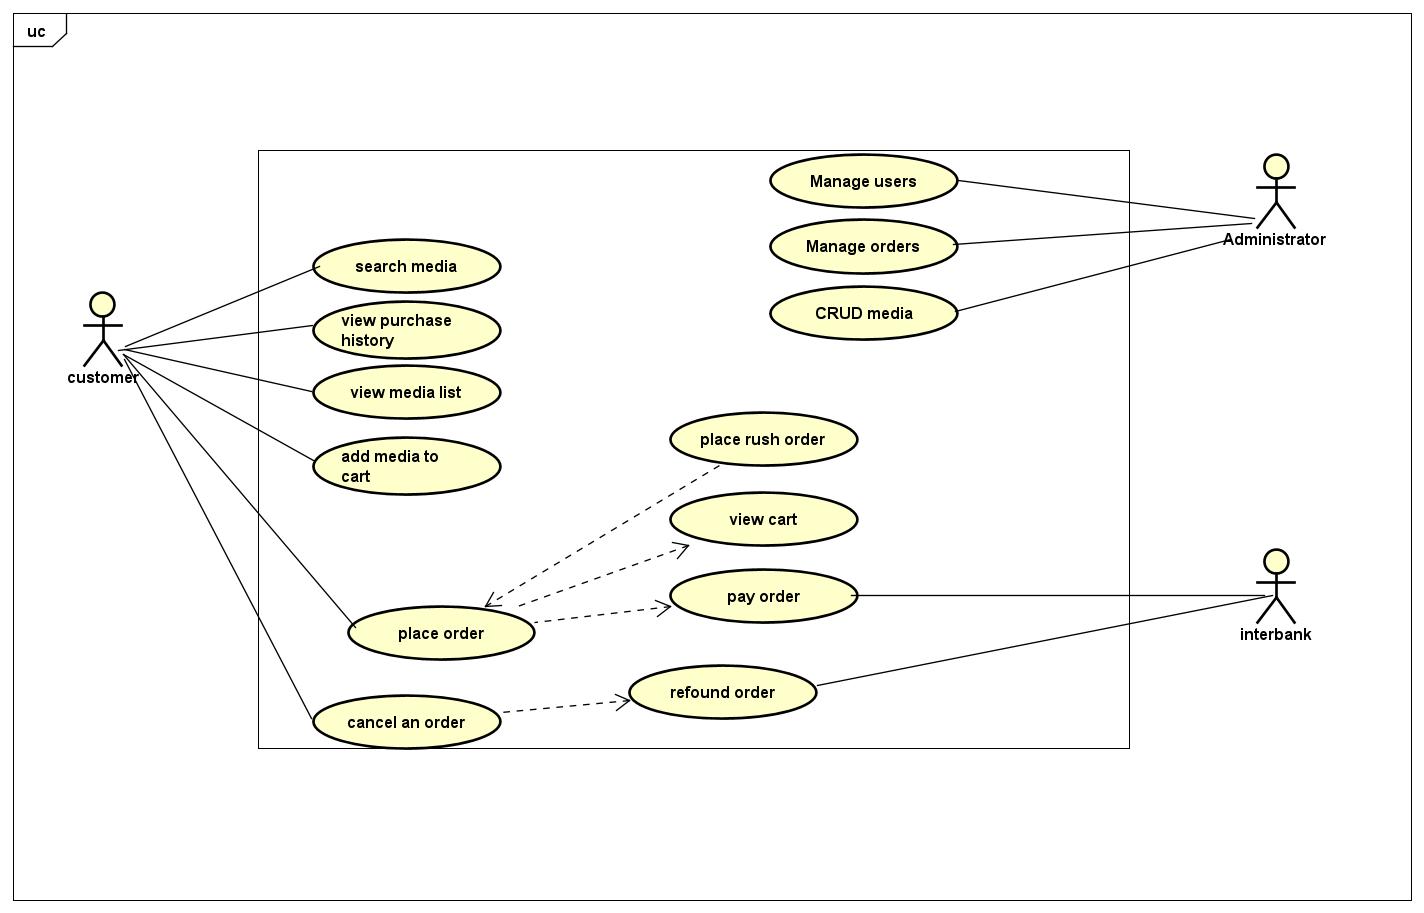 uc
Manage users
Manage orders
Administrator
search media
CRUD media
view purchase
history
customer
view media list
place rush order
add media to
cart
view cart
pay order
place order
interbank
refound order
cancel an order